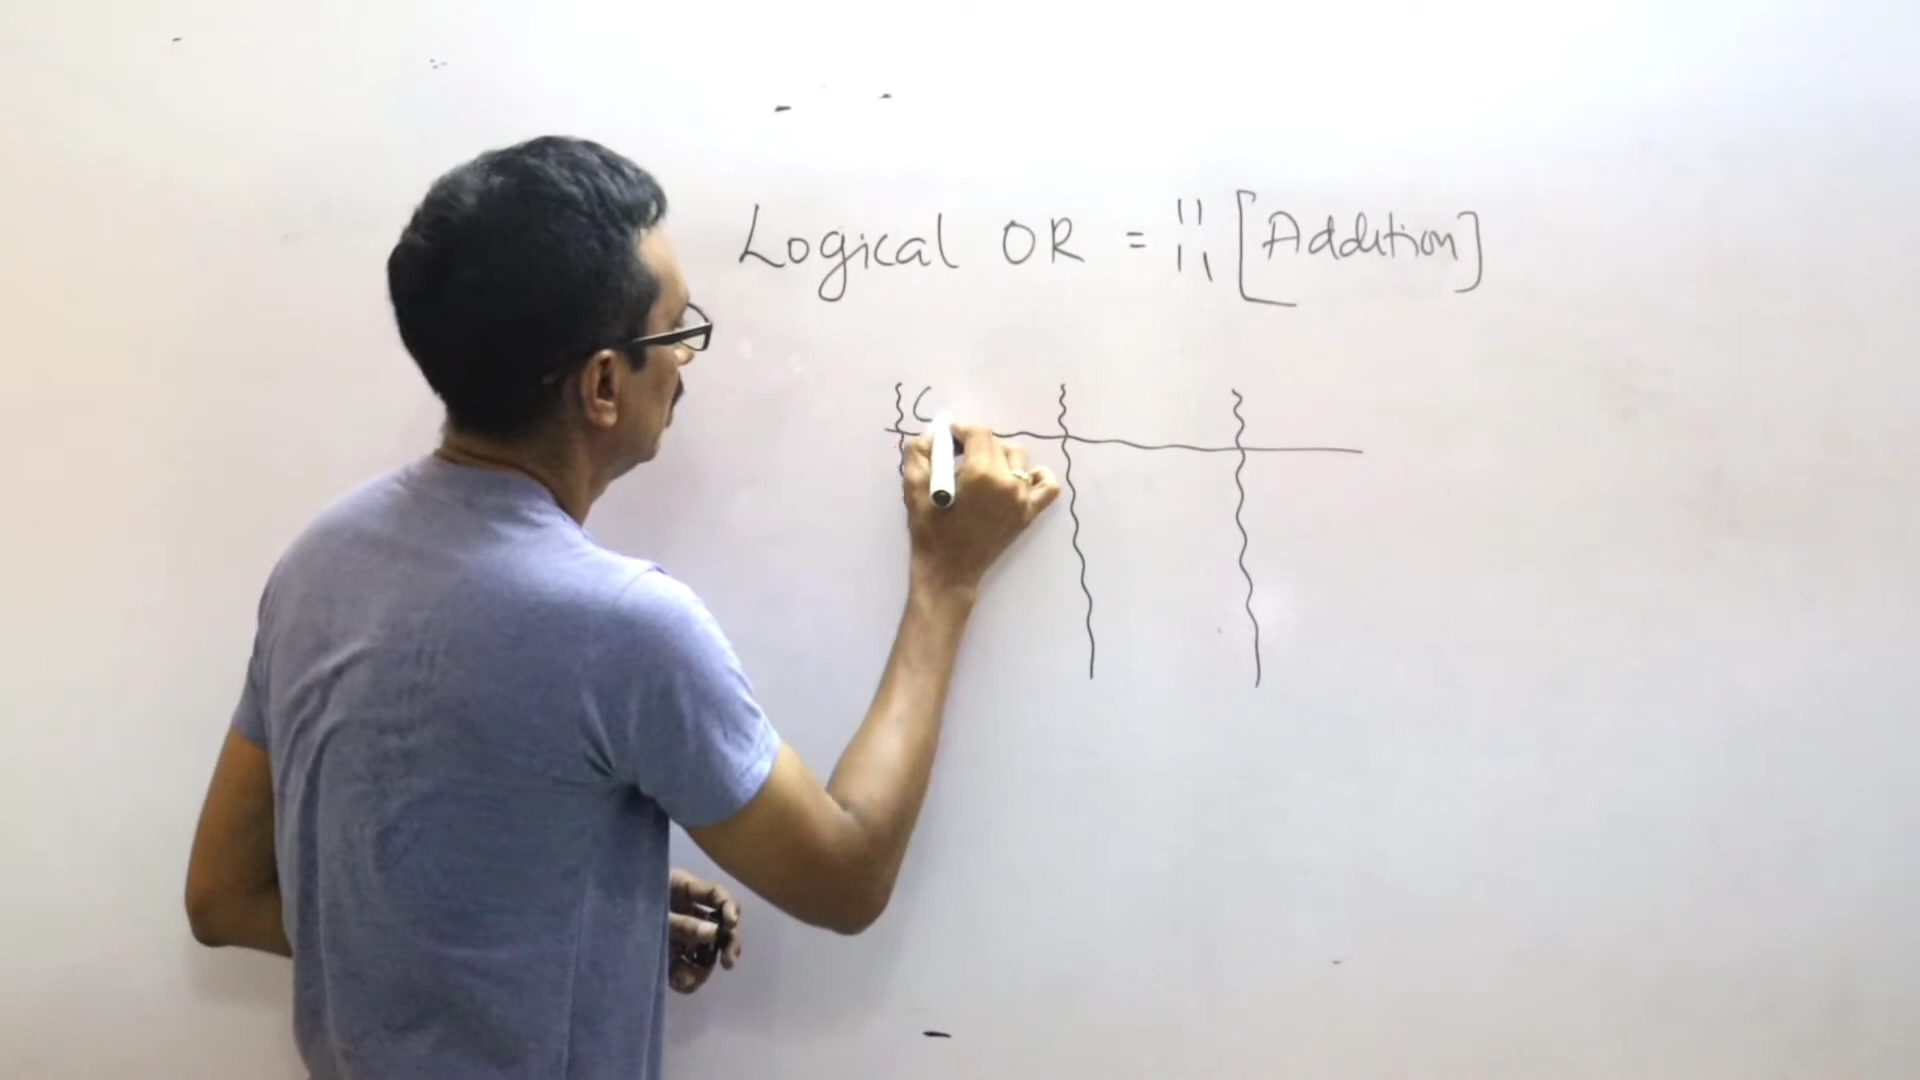 Logical OR = || [Addition]
C